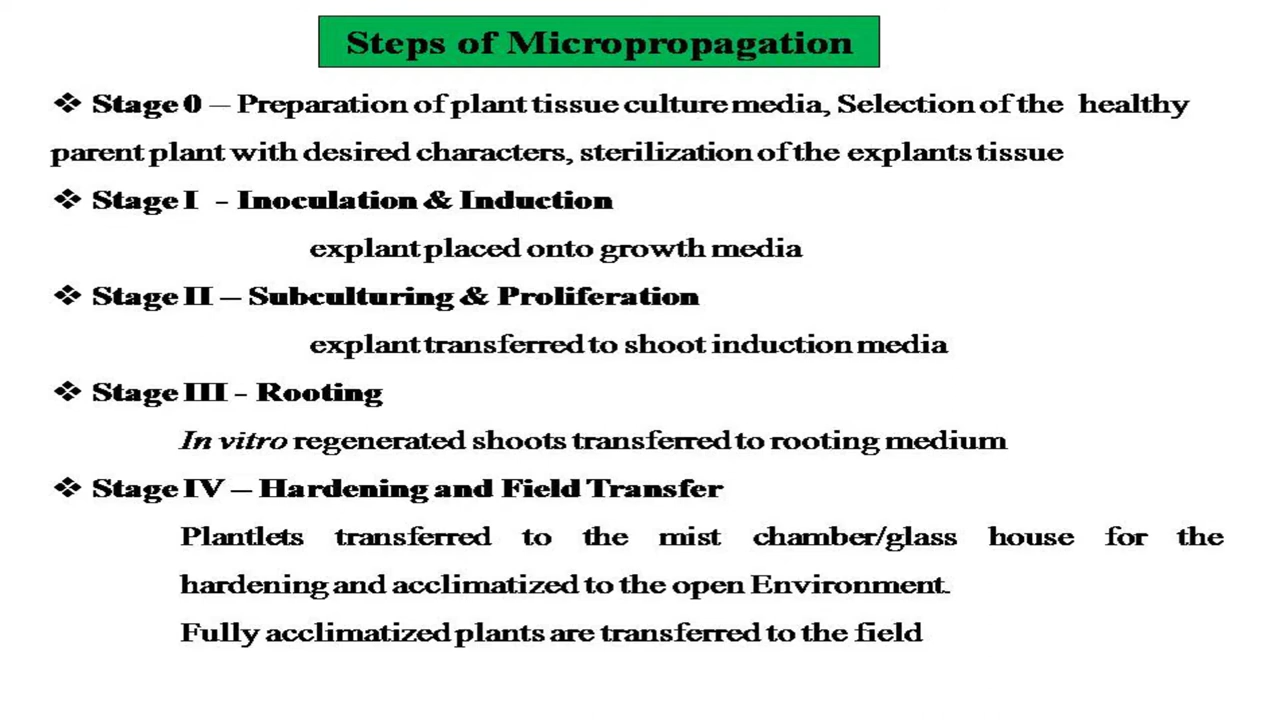 Steps of Micropropagation
❖ Stage 0 – Preparation of plant tissue culture media, Selection of the healthy
parent plant with desired characters, sterilization of the explants tissue
❖ Stage I - Inoculation & Induction
explant placed onto growth media
❖ Stage II – Subculturing & Proliferation
explant transferred to shoot induction media
❖ Stage III - Rooting
In vitro regenerated shoots transferred to rooting medium
❖ Stage IV – Hardening and Field Transfer
Plantlets transferred to the mist chamber/glass house for the
hardening and acclimatized to the open Environment.
Fully acclimatized plants are transferred to the field